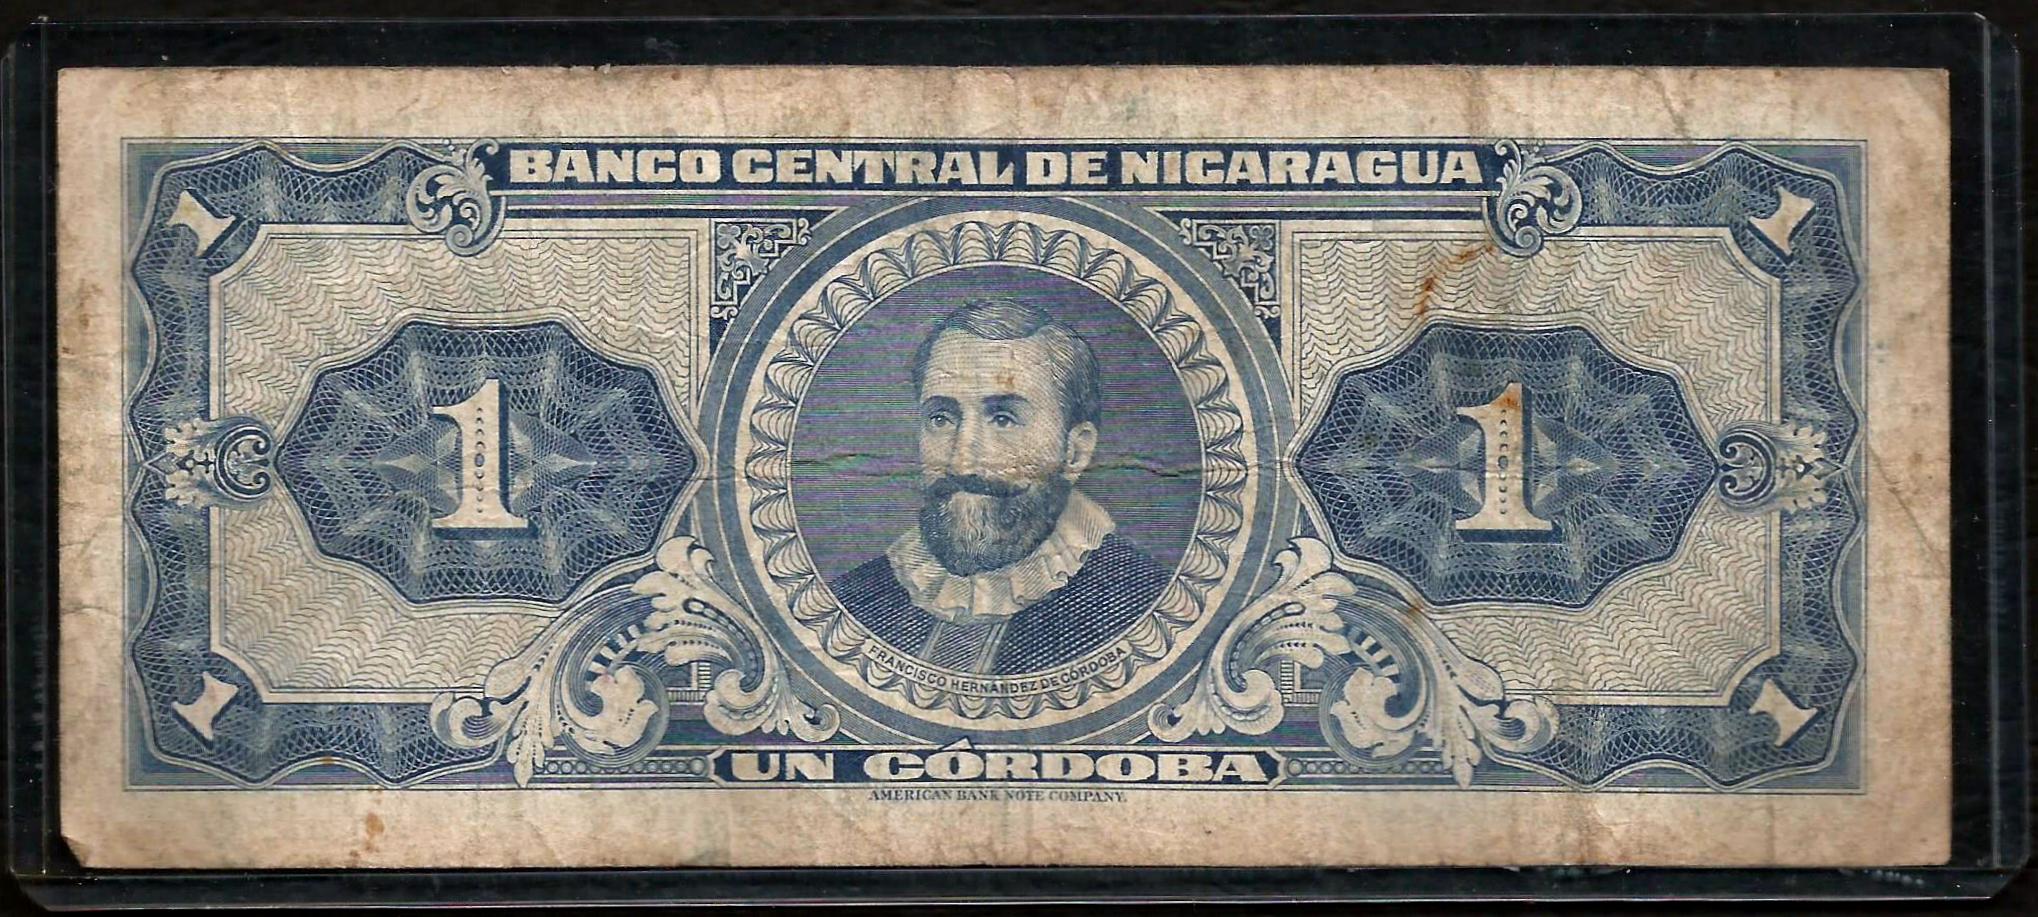 BANCO CENTRAL DE NICARAGUA
1 1
1 1
FRANCISCO HERNÁNDEZ DE CÓRDOBA
1 1
UN CÓRDOBA
AMERICAN BANK NOTE COMPANY.